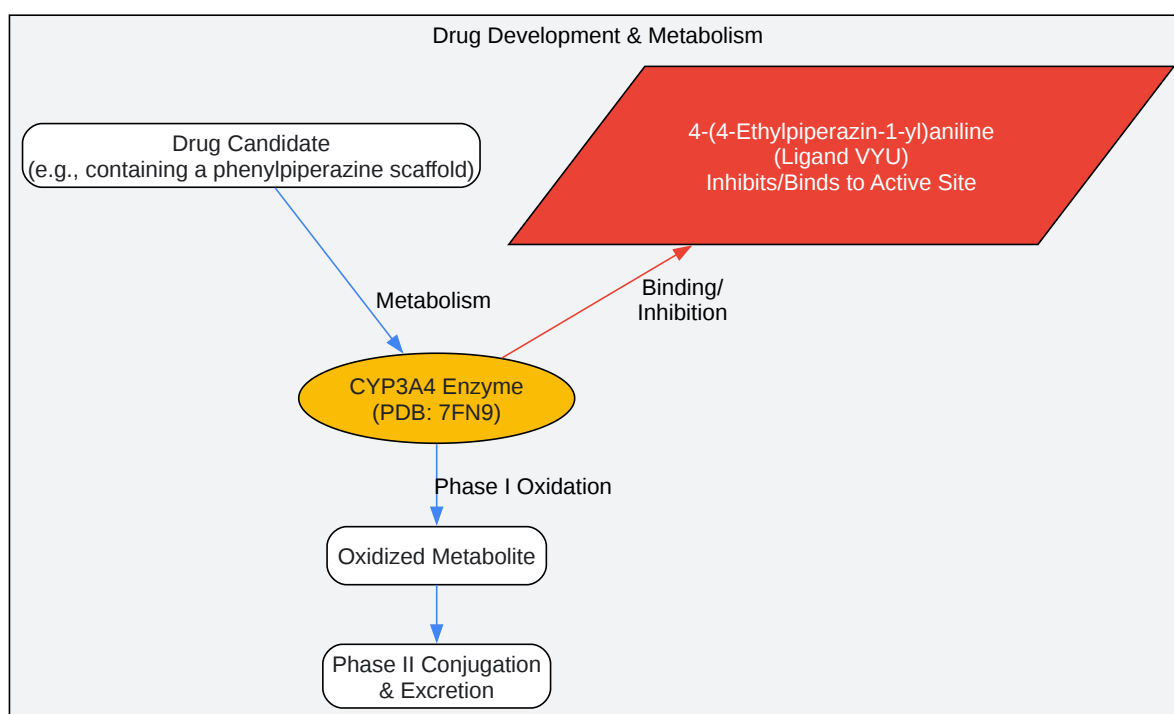 Drug Development & Metabolism
Drug Candidate
(e.g., containing a phenylpiperazine scaffold)
4-(4-Ethylpiperazin-1-yl)aniline
(Ligand VYU)
Inhibits/Binds to Active Site
Metabolism
Binding/
Inhibition
CYP3A4 Enzyme
(PDB: 7FN9)
Phase I Oxidation
Oxidized Metabolite
Phase II Conjugation
& Excretion